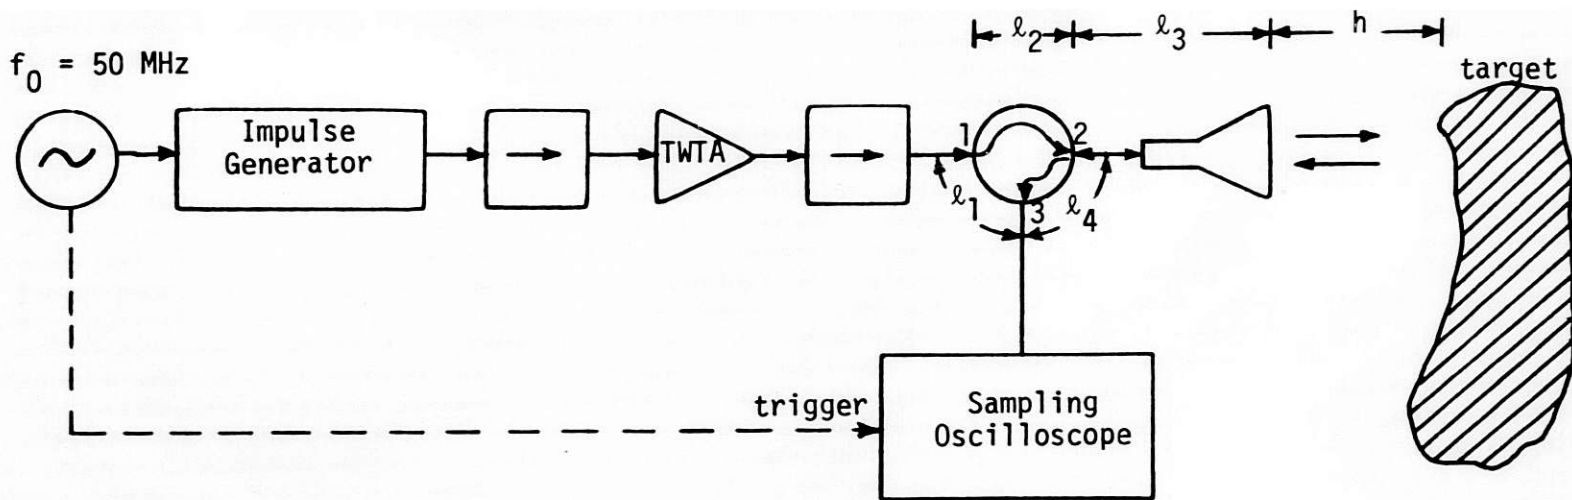 ℓ2 ℓ3 h
f0 = 50 MHz
target
Impulse
Generator
TWTA
1 2
ℓ1 3 ℓ4
trigger
Sampling
Oscilloscope